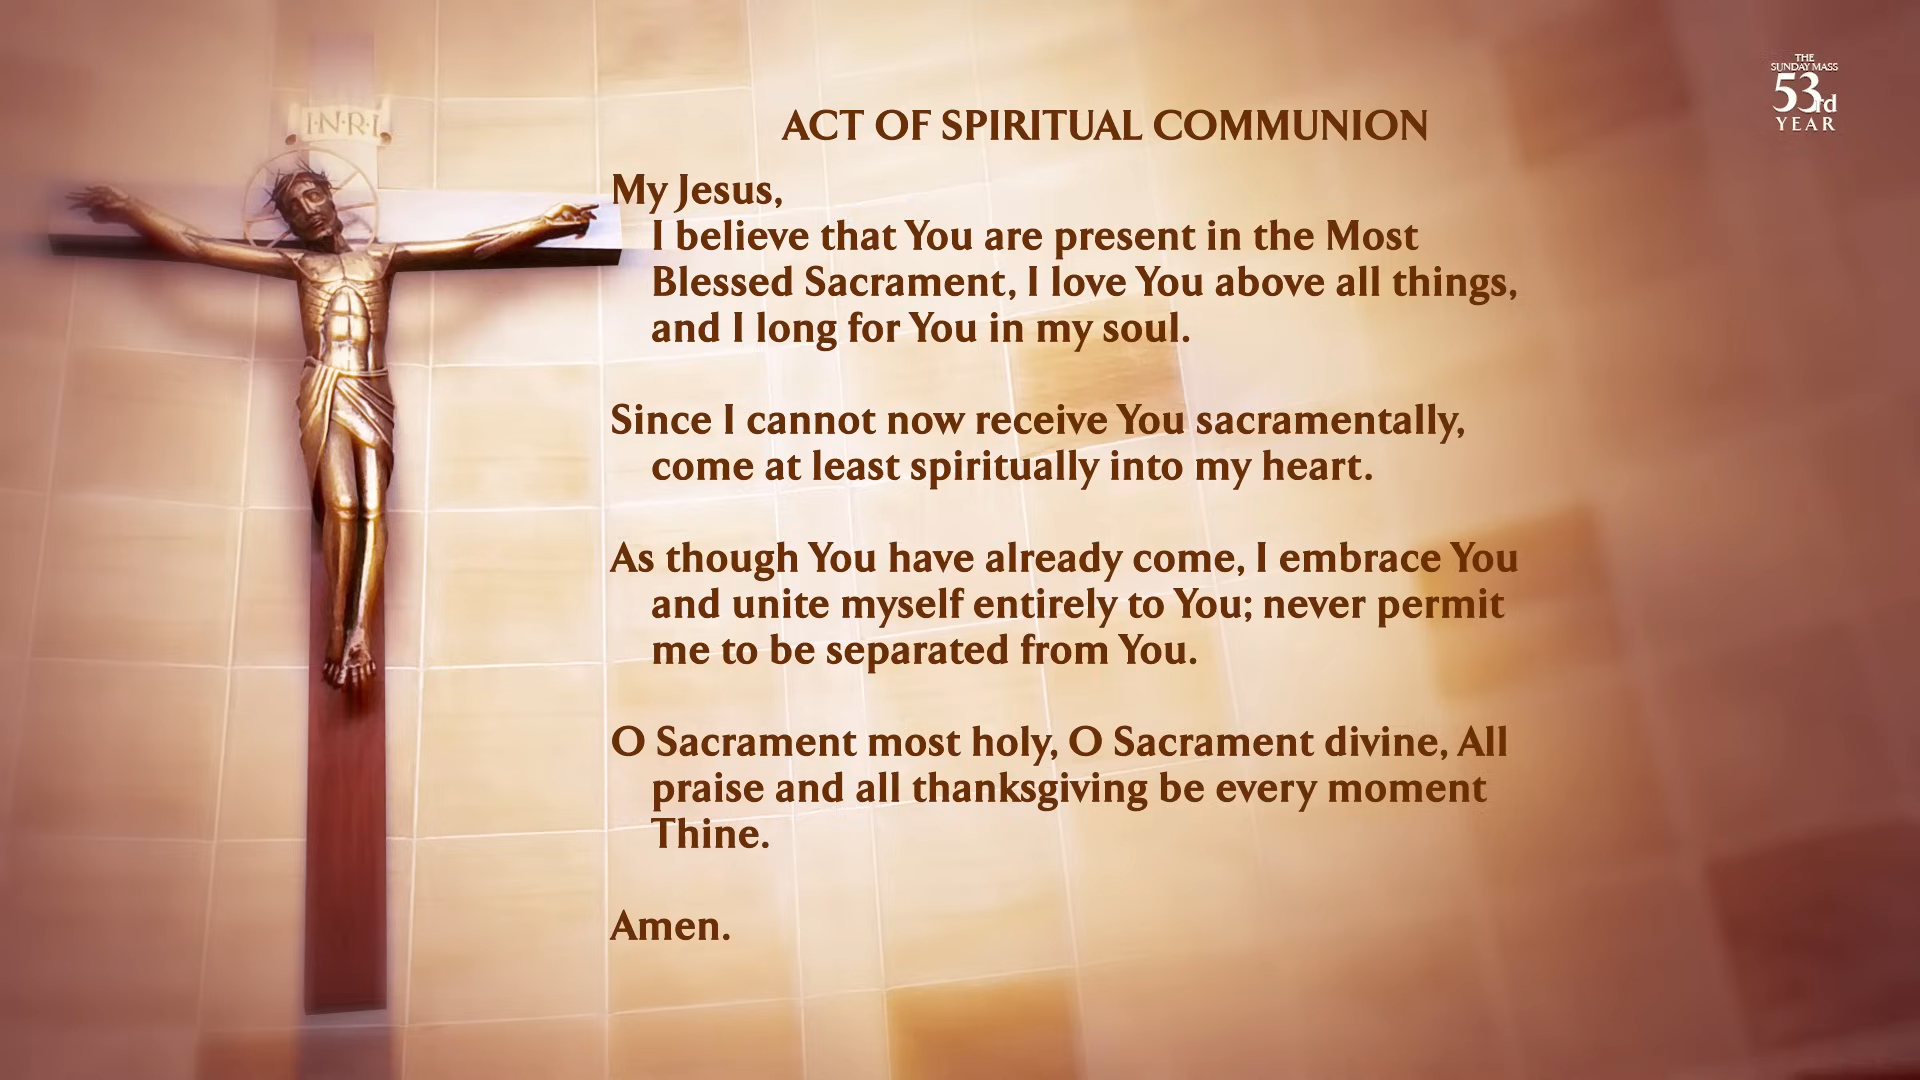 I·N·R·I
THE
SUNDAY MASS
53rd
YEAR
ACT OF SPIRITUAL COMMUNION
My Jesus,
I believe that You are present in the Most
Blessed Sacrament, I love You above all things,
and I long for You in my soul.
Since I cannot now receive You sacramentally,
come at least spiritually into my heart.
As though You have already come, I embrace You
and unite myself entirely to You; never permit
me to be separated from You.
O Sacrament most holy, O Sacrament divine, All
praise and all thanksgiving be every moment
Thine.
Amen.